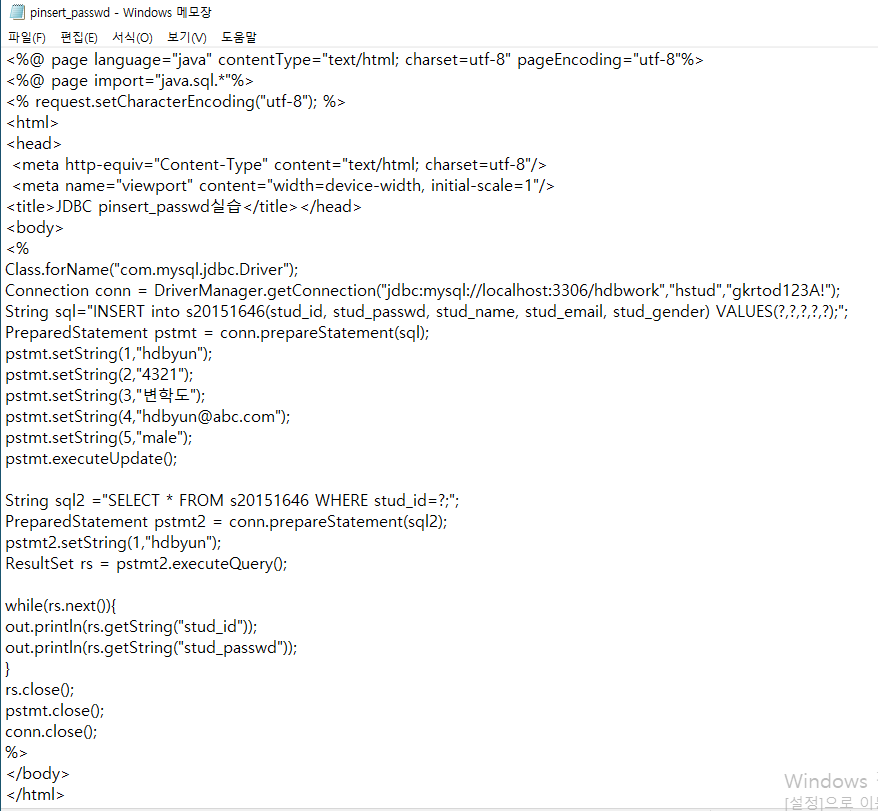 pinsert_passwd - Windows 메모장
파일(F) 편집(E) 서식(O) 보기(V) 도움말
<%@ page language="java" contentType="text/html; charset=utf-8" pageEncoding="utf-8"%>
<%@ page import="java.sql.*"%>
<% request.setCharacterEncoding("utf-8"); %>
<html>
<head>
 <meta http-equiv="Content-Type" content="text/html; charset=utf-8"/>
 <meta name="viewport" content="width=device-width, initial-scale=1"/>
<title>JDBC pinsert_passwd실습</title></head>
<body>
<%
Class.forName("com.mysql.jdbc.Driver");
Connection conn = DriverManager.getConnection("jdbc:mysql://localhost:3306/hdbwork","hstud","gkrtod123A!");
String sql="INSERT into s20151646(stud_id, stud_passwd, stud_name, stud_email, stud_gender) VALUES(?,?,?,?,?);";
PreparedStatement pstmt = conn.prepareStatement(sql);
pstmt.setString(1,"hdbyun");
pstmt.setString(2,"4321");
pstmt.setString(3,"변학도");
pstmt.setString(4,"hdbyun@abc.com");
pstmt.setString(5,"male");
pstmt.executeUpdate();

String sql2 ="SELECT * FROM s20151646 WHERE stud_id=?;";
PreparedStatement pstmt2 = conn.prepareStatement(sql2);
pstmt2.setString(1,"hdbyun");
ResultSet rs = pstmt2.executeQuery();

while(rs.next()){
out.println(rs.getString("stud_id"));
out.println(rs.getString("stud_passwd"));
}
rs.close();
pstmt.close();
conn.close();
%>
</body>
</html>
Windows
[설정]으로